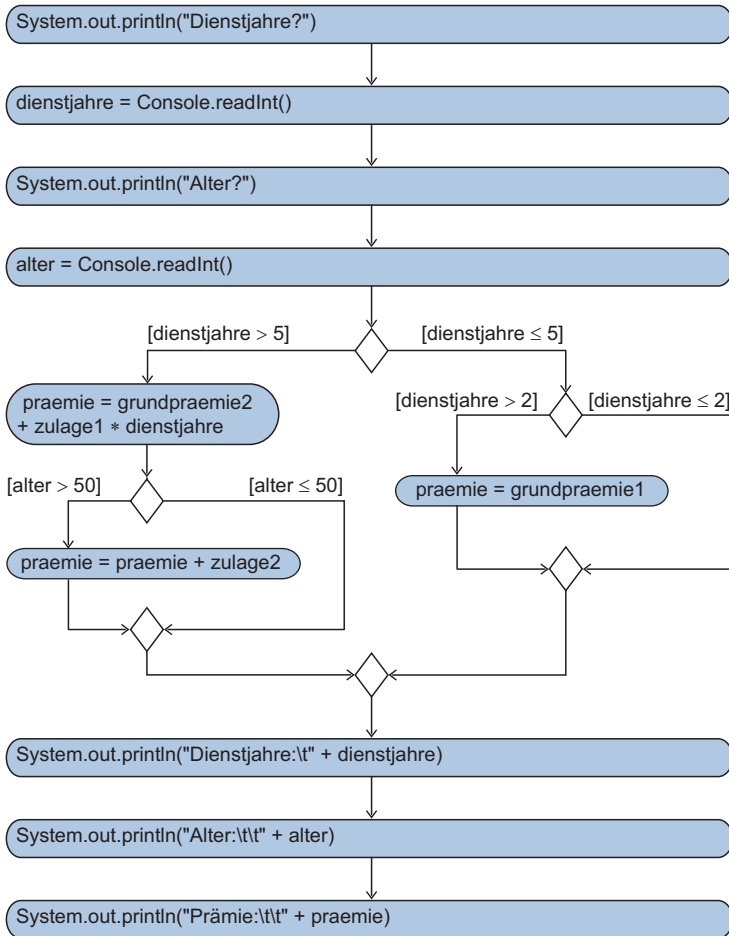 System.out.println("Dienstjahre?")
dienstjahre = Console.readInt()
System.out.println("Alter?")
alter = Console.readInt()
[dienstjahre > 5]
[dienstjahre ≤ 5]
praemie = grundpraemie2
+ zulage1 ∗ dienstjahre
[dienstjahre > 2]
[dienstjahre ≤ 2]
[alter > 50]
[alter ≤ 50]
praemie = grundpraemie1
praemie = praemie + zulage2
System.out.println("Dienstjahre:\t" + dienstjahre)
System.out.println("Alter:\t\t" + alter)
System.out.println("Prämie:\t\t" + praemie)